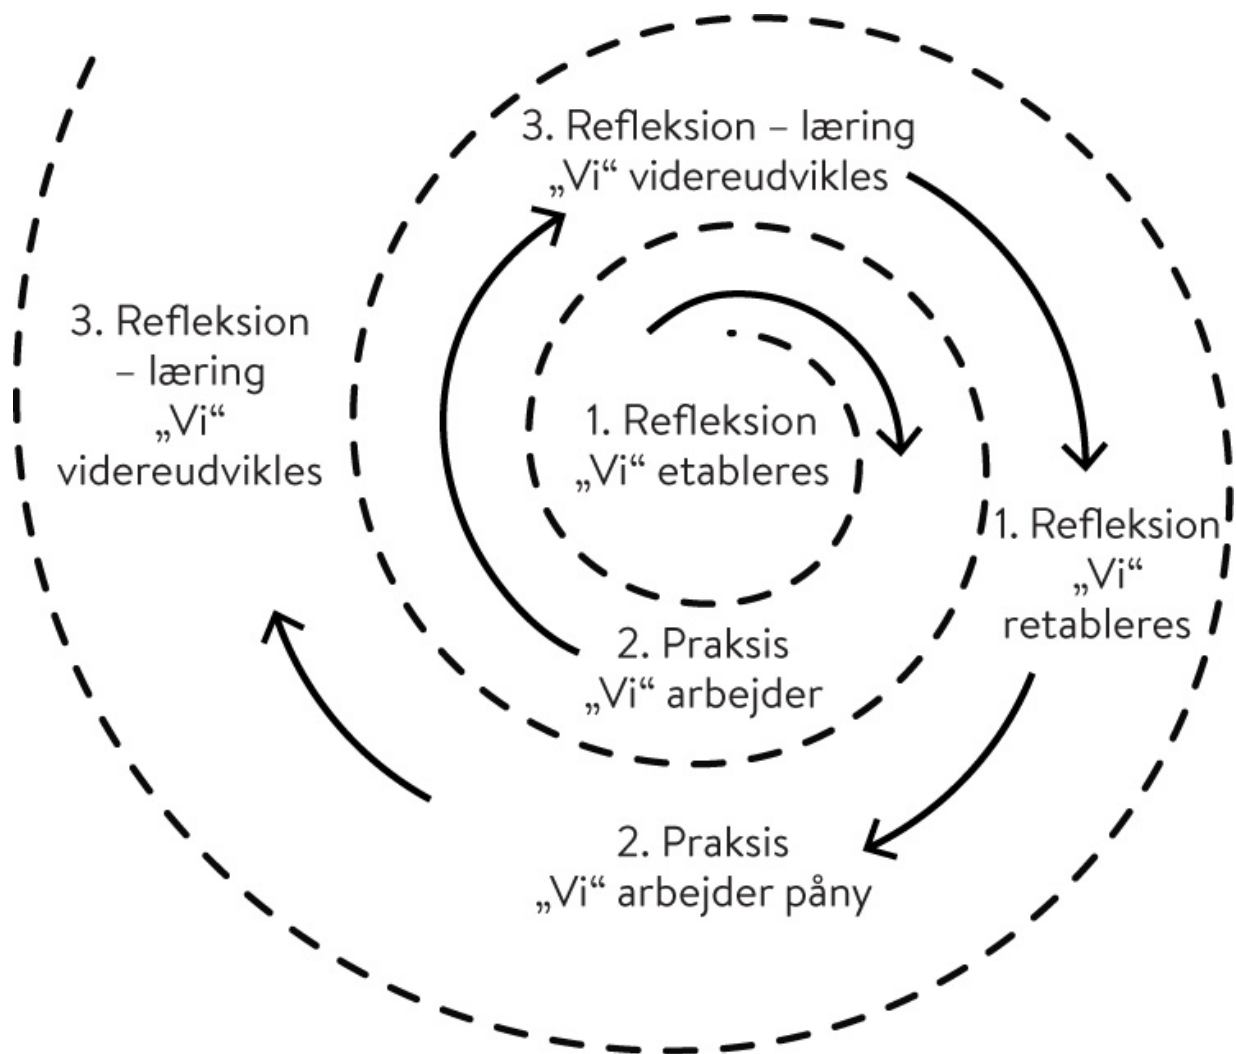 1. Refleksion
„Vi“ etableres
2. Praksis
„Vi“ arbejder
3. Refleksion – læring
„Vi“ videreudvikles
1. Refleksion
„Vi“
retableres
2. Praksis
„Vi“ arbejder påny
3. Refleksion
– læring
„Vi“
videreudvikles